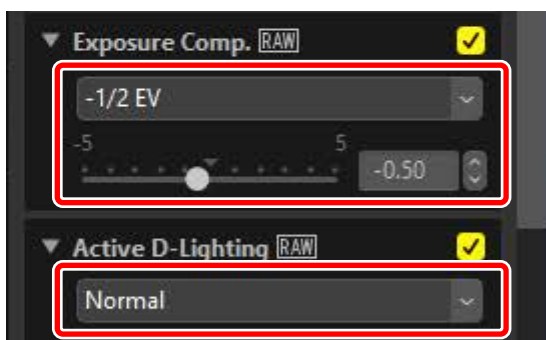 Exposure Comp. RAW
-1/2 EV
-5 5
-0.50
Active D-Lighting RAW
Normal